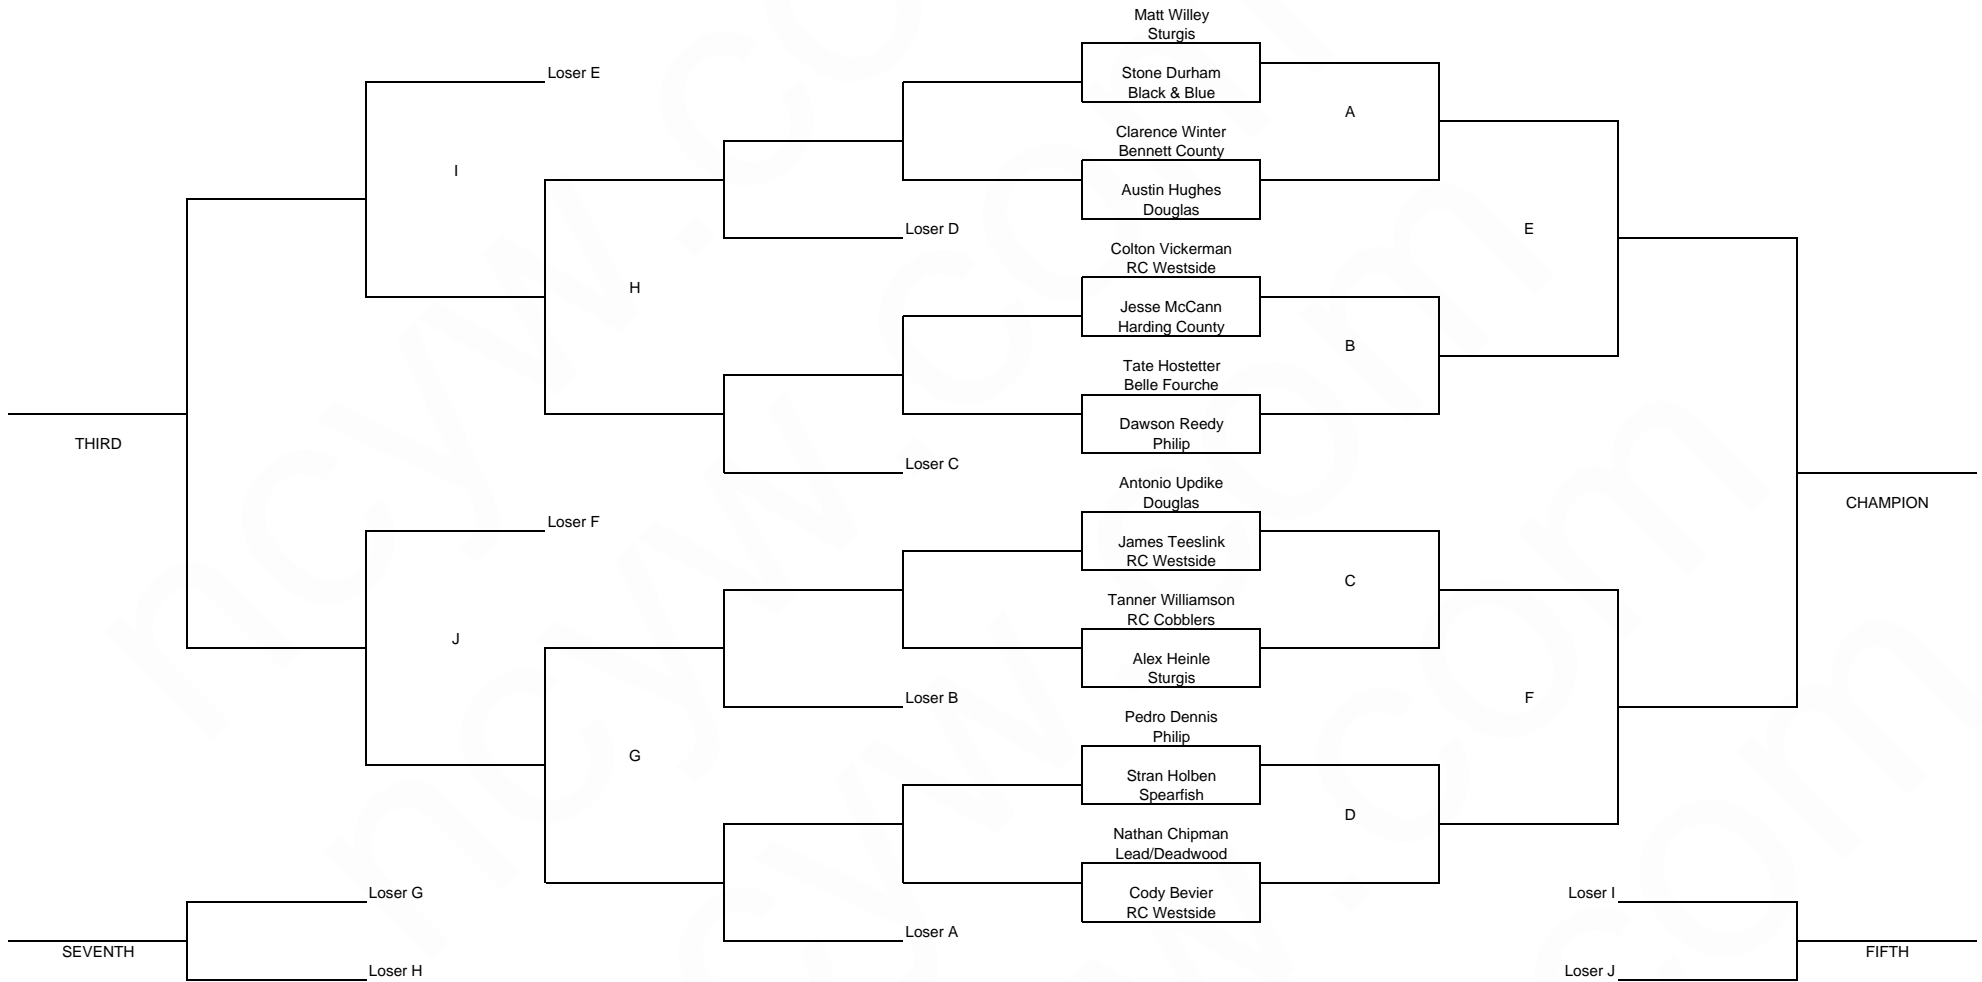 Matt Willey
Sturgis
Stone Durham
Black & Blue
Clarence Winter
Bennett County
Austin Hughes
Douglas
Colton Vickerman
RC Westside
Jesse McCann
Harding County
Tate Hostetter
Belle Fourche
Dawson Reedy
Philip
Antonio Updike
Douglas
James Teeslink
RC Westside
Tanner Williamson
RC Cobblers
Alex Heinle
Sturgis
Pedro Dennis
Philip
Stran Holben
Spearfish
Nathan Chipman
Lead/Deadwood
Cody Bevier
RC Westside
A
B
C
D
E
F
CHAMPION
Loser I
Loser J
FIFTH
Loser D
Loser C
Loser B
Loser A
H
G
Loser E
Loser F
I
J
THIRD
Loser G
Loser H
SEVENTH